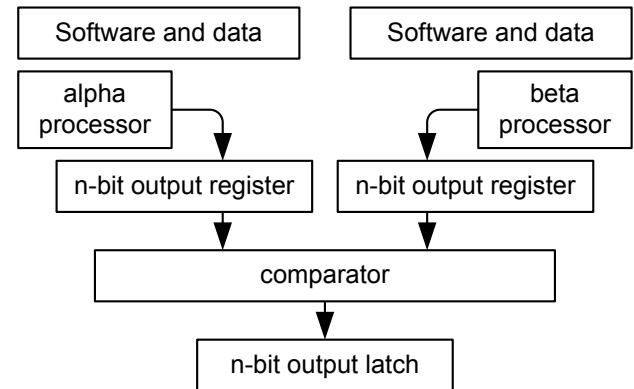 Software and data
Software and data
alpha
processor
beta
processor
n-bit output register
n-bit output register
comparator
n-bit output latch